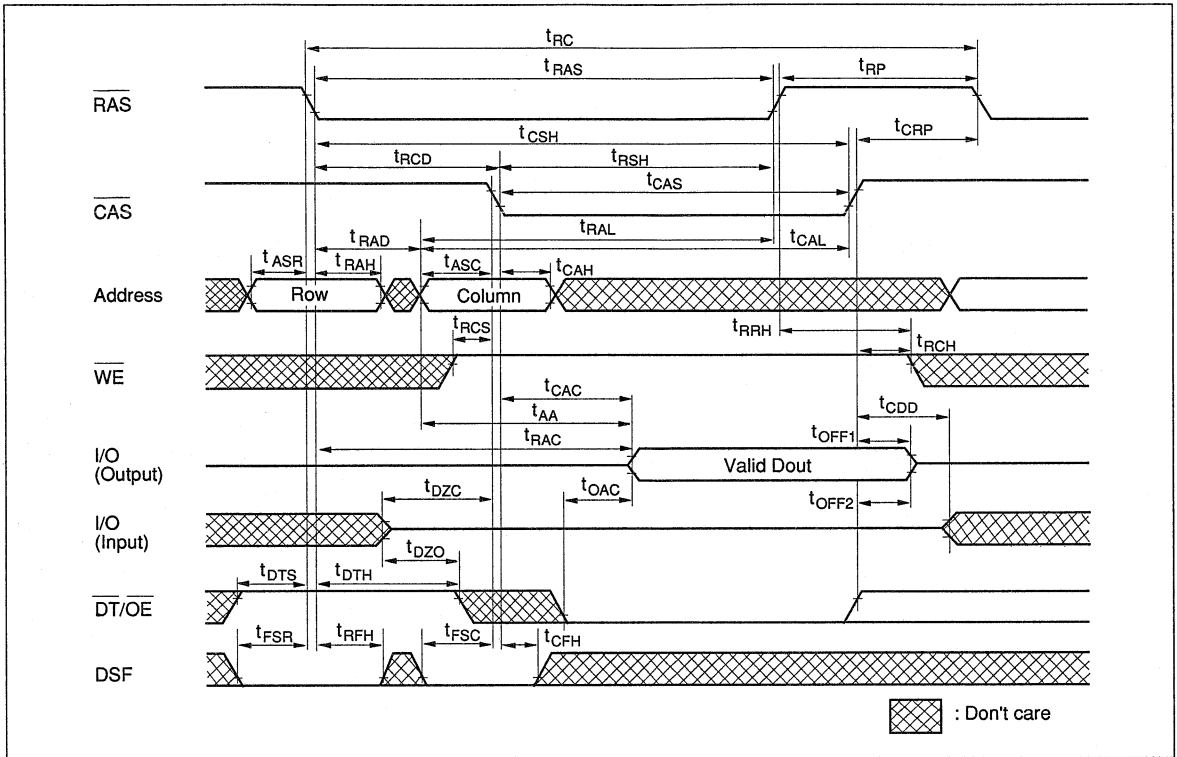 tRC
tRAS tRP
RAS
tCSH tCRP
tRCD tRSH
tCAS
CAS
tRAL
tRAD tCAL
tASR tRAH tASC tCAH
Address Row Column
tRRH
tRCS tRCH
WE
tCAC
tAA tCDD
tRAC tOFF1
I/O
(Output) Valid Dout
tDZC tOAC tOFF2
I/O
(Input)
tDZO
tDTS tDTH
DT/OE
tFSR tRFH tFSC tCFH
DSF
: Don't care